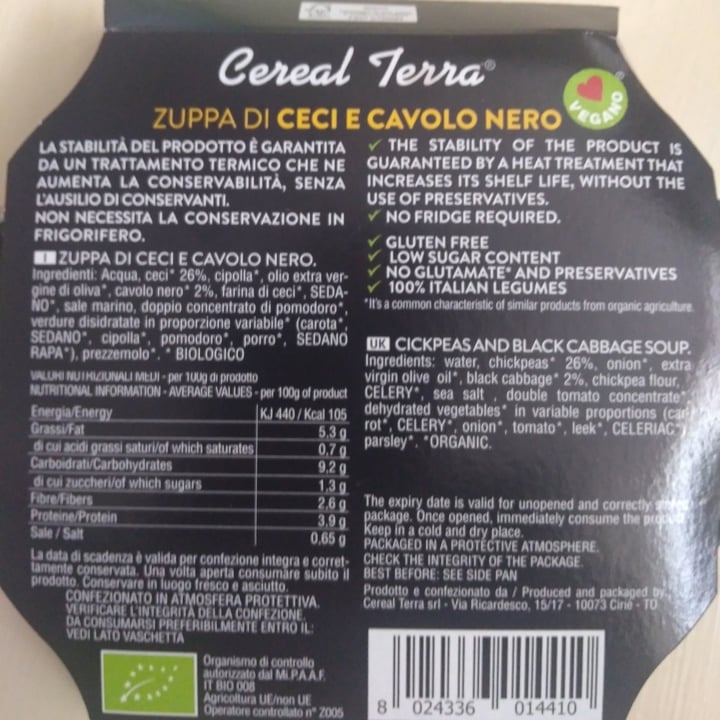 Cereal Terra®
VEGANO
ZUPPA DI CECI E CAVOLO NERO
LA STABILITÀ DEL PRODOTTO È GARANTITA
DA UN TRATTAMENTO TERMICO CHE NE
AUMENTA LA CONSERVABILITÀ, SENZA
L'AUSILIO DI CONSERVANTI.
NON NECESSITA LA CONSERVAZIONE IN
FRIGORIFERO.
I ZUPPA DI CECI E CAVOLO NERO.
Ingredienti: Acqua, ceci* 26%, cipolla*, olio extra ver-
gine di oliva*, cavolo nero* 2%, farina di ceci*, SEDA-
NO*, sale marino, doppio concentrato di pomodoro*,
verdure disidratate in proporzione variabile* (carota*,
SEDANO*, cipolla*, pomodoro*, porro*, SEDANO
RAPA*), prezzemolo*. * BIOLOGICO
VALORI NUTRIZIONALI MEDI - per 100g di prodotto
NUTRITIONAL INFORMATION - AVERAGE VALUES - per 100g of product
Energia/Energy KJ 440 / Kcal 105
Grassi/Fat 5,3 g
di cui acidi grassi saturi/of which saturates 0,7 g
Carboidrati/Carbohydrates 9,2 g
di cui zuccheri/of which sugars 1,3 g
Fibre/Fibers 2,6 g
Proteine/Protein 3,9 g
Sale / Salt 0,65 g
La data di scadenza è valida per confezione integra e corret-
tamente conservata. Una volta aperta consumare subito il
prodotto. Conservare in luogo fresco e asciutto.
CONFEZIONATO IN ATMOSFERA PROTETTIVA.
VERIFICARE L'INTEGRITÀ DELLA CONFEZIONE.
DA CONSUMARSI PREFERIBILMENTE ENTRO IL:
VEDI LATO VASCHETTA
Organismo di controllo
autorizzato dal Mi.P.A.A.F.
IT BIO 008
Agricoltura UE/non UE
Operatore controllato n° Z005
✓ THE STABILITY OF THE PRODUCT IS
GUARANTEED BY A HEAT TREATMENT THAT
INCREASES ITS SHELF LIFE, WITHOUT THE
USE OF PRESERVATIVES.
✓ NO FRIDGE REQUIRED.
✓ GLUTEN FREE
✓ LOW SUGAR CONTENT
✓ NO GLUTAMATE* AND PRESERVATIVES
✓ 100% ITALIAN LEGUMES
*It's a common characteristic of similar products from organic agriculture.
UK CICKPEAS AND BLACK CABBAGE SOUP.
Ingredients: water, chickpeas* 26%, onion*, extra
virgin olive oil*, black cabbage* 2%, chickpea flour,
CELERY*, sea salt , double tomato concentrate*,
dehydrated vegetables* in variable proportions (car-
rot*, CELERY*, onion*, tomato*, leek*, CELERIAC*),
parsley*. *ORGANIC.
The expiry date is valid for unopened and correctly stored
package. Once opened, immediately consume the product.
Keep in a cold and dry place.
PACKAGED IN A PROTECTIVE ATMOSPHERE.
CHECK THE INTEGRITY OF THE PACKAGE.
BEST BEFORE: SEE SIDE PAN
Prodotto e confezionato da / Produced and packaged by
Cereal Terra srl - Via Ricardesco, 15/17 - 10073 Ciriè - TO
8 024336 014410